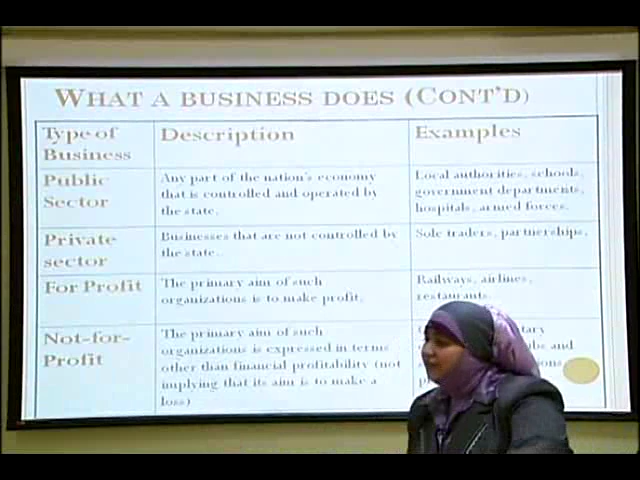 WHAT A BUSINESS DOES (CONT'D)
Type of Business
Description
Examples
Public Sector
Any part of the nation's economy
that is controlled and operated by
the state.
Local authorities, schools,
government departments,
hospitals, armed forces.
Private sector
Businesses that are not controlled by
the state.
Sole traders, partnerships,
For Profit
The primary aim of such
organizations is to make profit.
Railways, airlines,
restaurants.
Not-for-
Profit
The primary aim of such
organizations is expressed in terms
other than financial profitability (not
implying that its aim is to make a
loss)